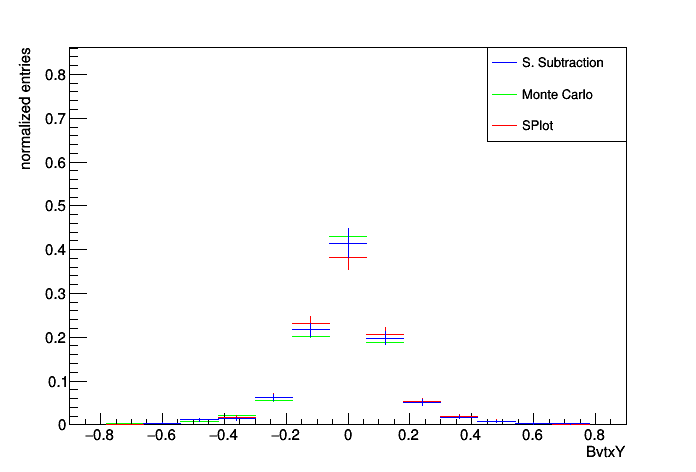 normalized entries
0.8
0.7
0.6
0.5
0.4
0.3
0.2
0.1
0
−0.8 −0.6 −0.4 −0.2 0 0.2 0.4 0.6 0.8
BvtxY
S. Subtraction
Monte Carlo
SPlot